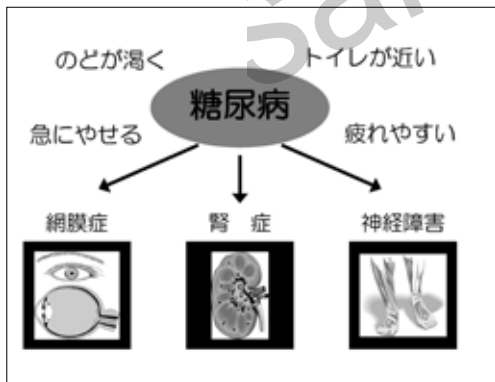 のどが渇く
トイレが近い
糖尿病
急にやせる
疲れやすい
網膜症
腎 症
神経障害